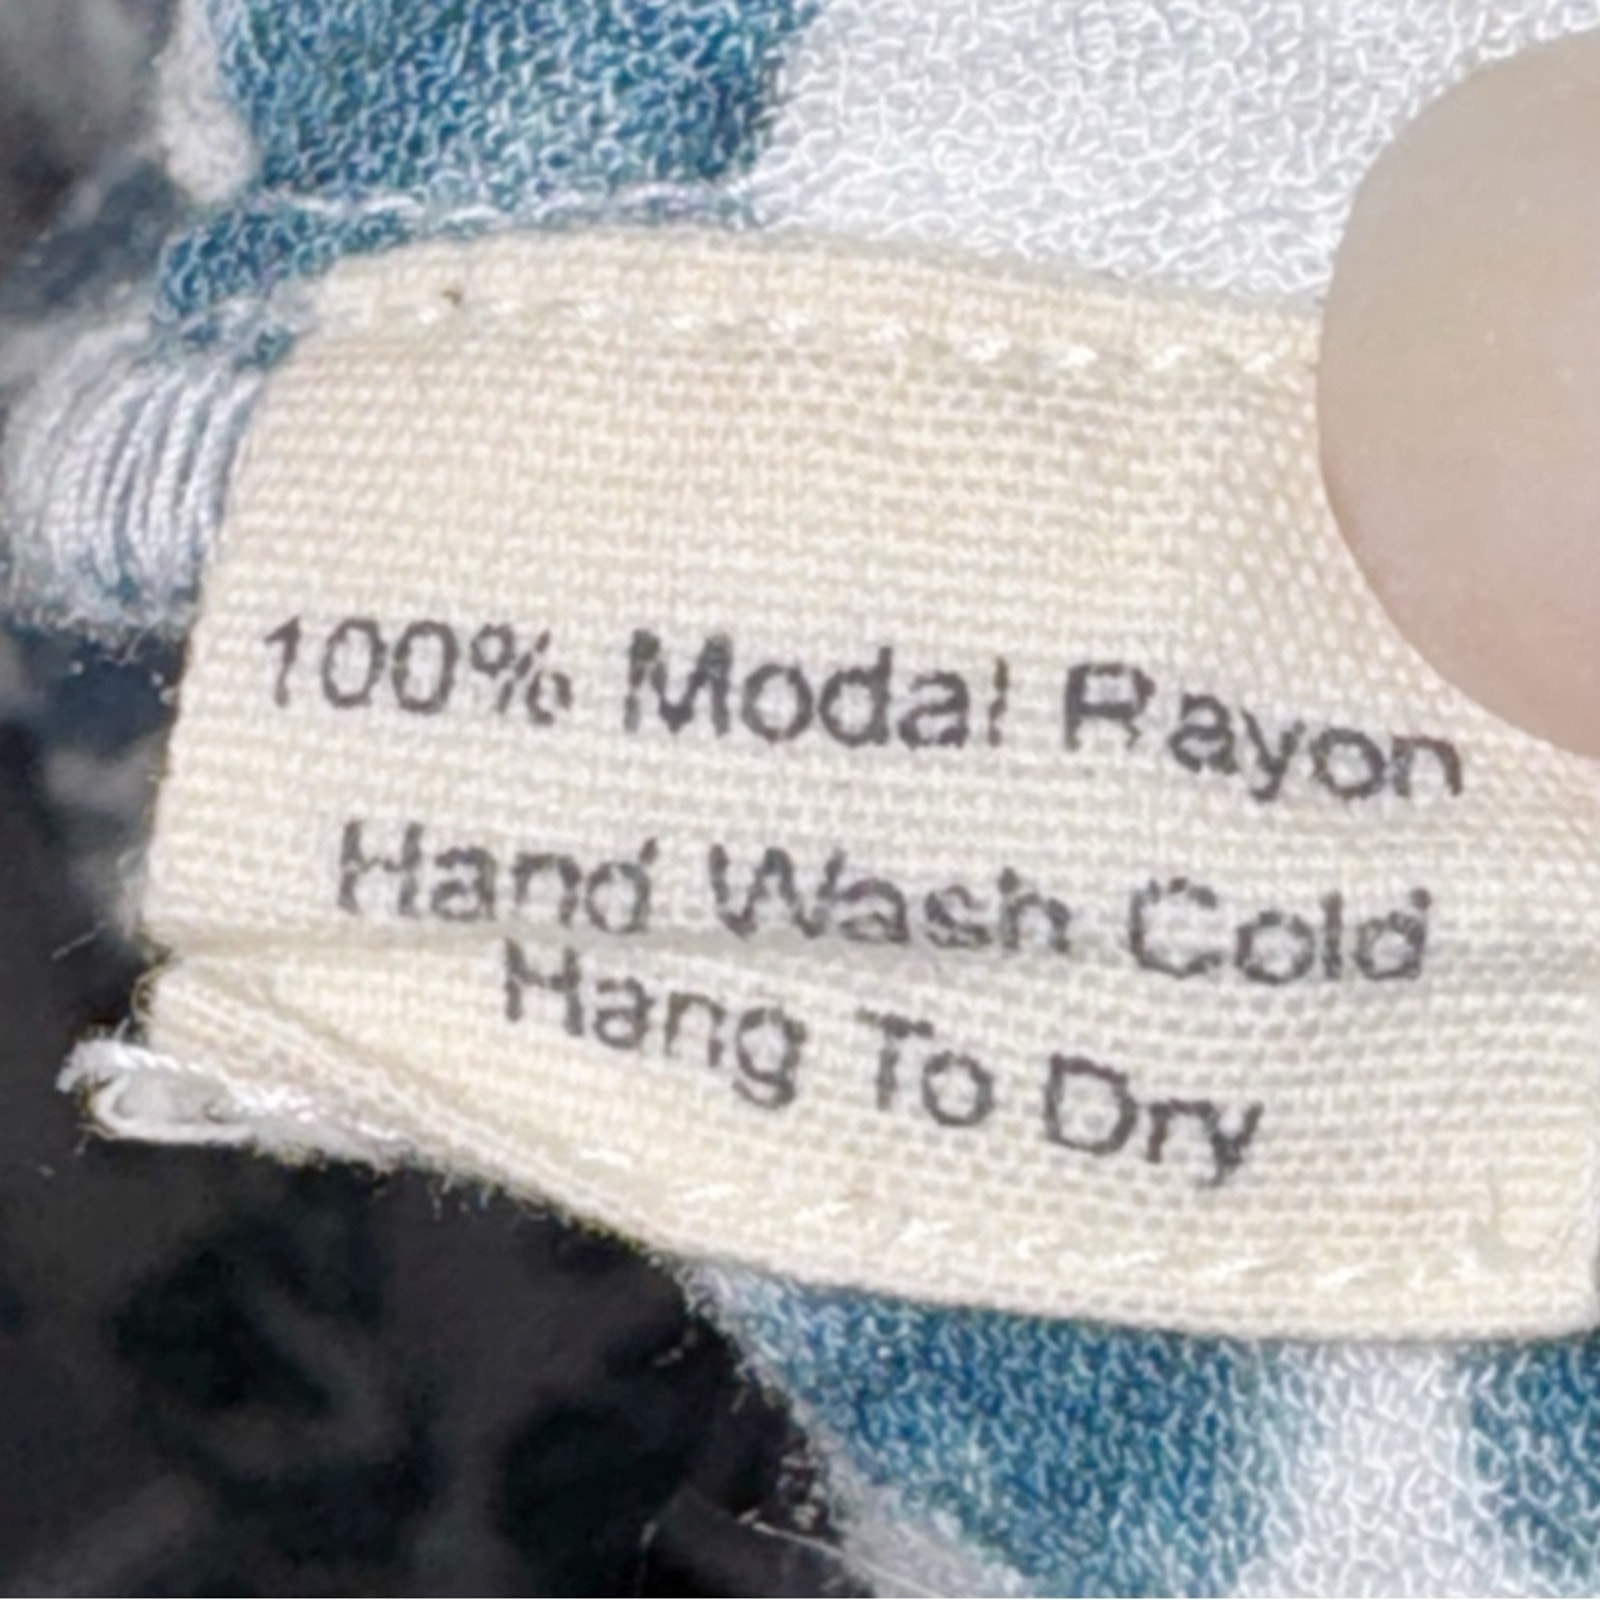 100% Modal Rayon
Hand Wash Cold
Hang To Dry